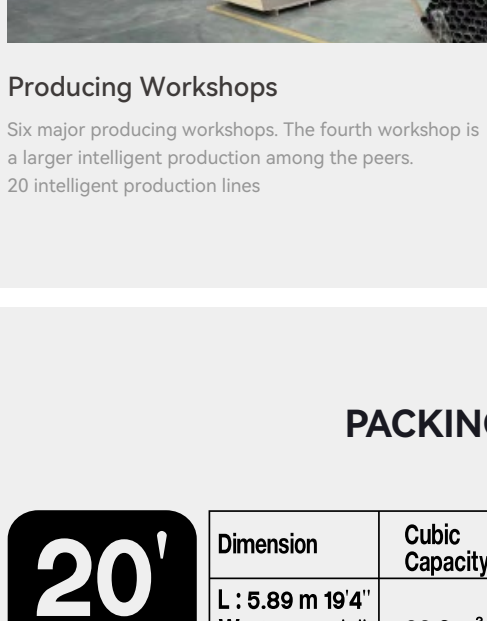 Producing Workshops
Six major producing workshops. The fourth workshop is
a larger intelligent production among the peers.
20 intelligent production lines
20'
Dimension
Cubic
Capacity
L : 5.89 m 19'4"